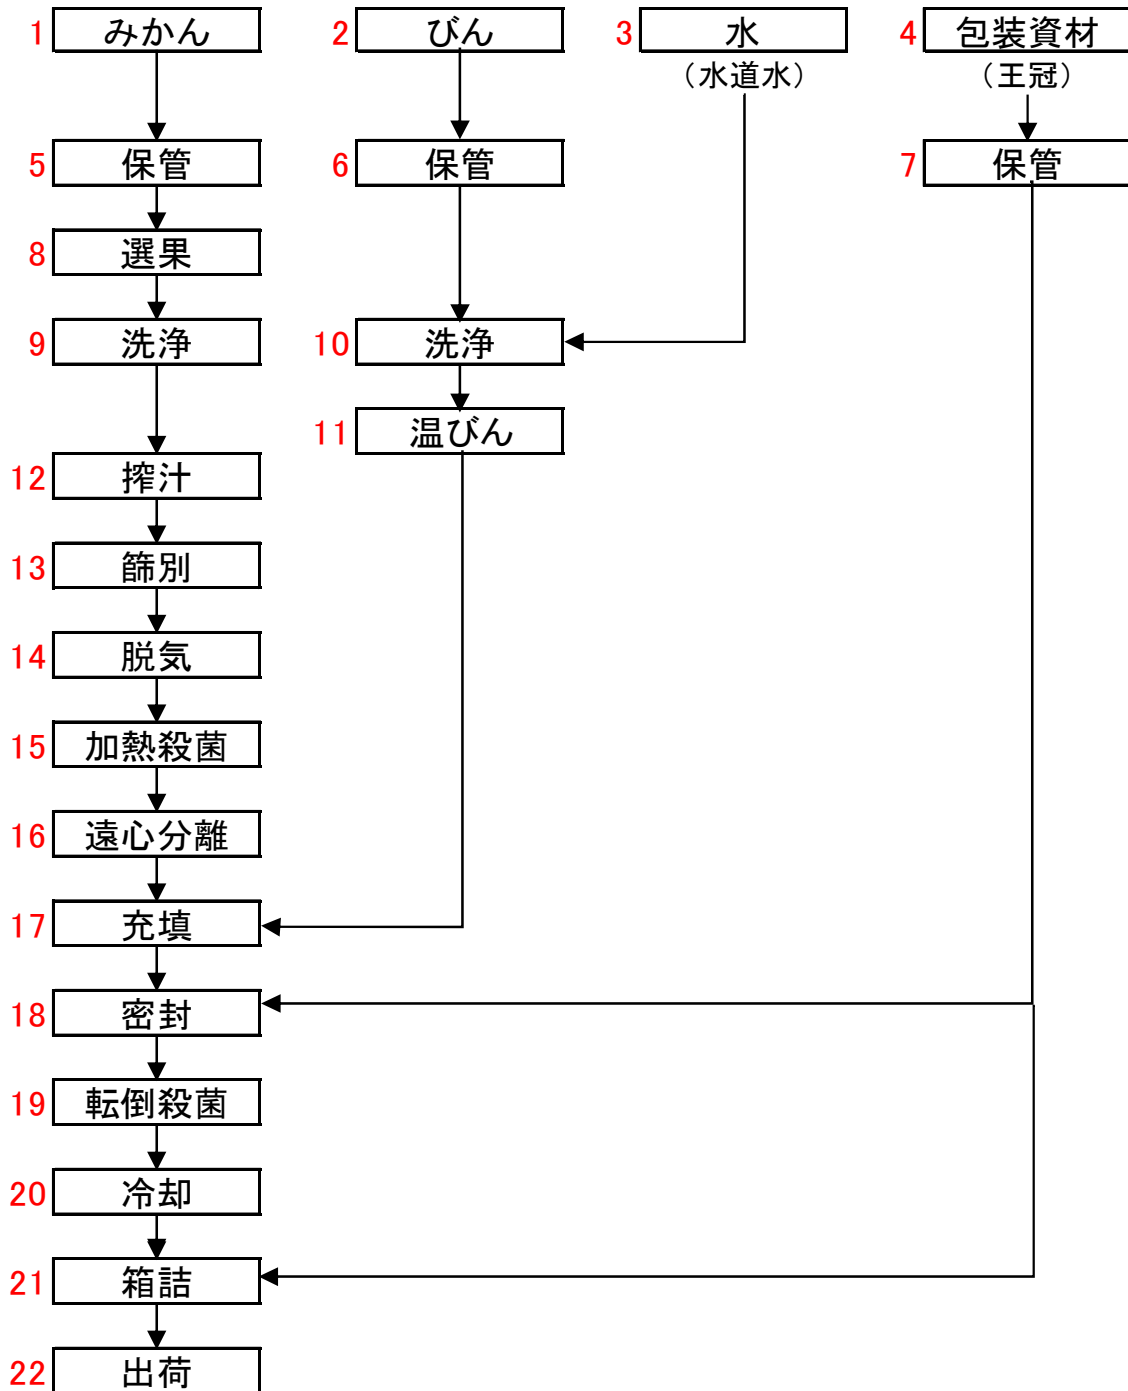 1 みかん 2 びん 3 水 4 包装資材
(水道水) (王冠)
5 保管 6 保管 7 保管
8 選果
9 洗浄 10 洗浄
11 温びん
12 搾汁
13 篩別
14 脱気
15 加熱殺菌
16 遠心分離
17 充填
18 密封
19 転倒殺菌
20 冷却
21 箱詰
22 出荷